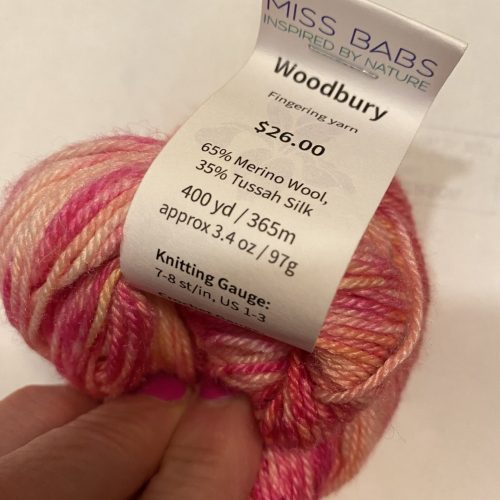 MISS BABS
INSPIRED BY NATURE
Woodbury
Fingering yarn
$26.00
65% Merino Wool,
35% Tussah Silk
400 yd / 365m
approx 3.4 oz / 97g
Knitting Gauge:
7-8 st/in, US 1-3